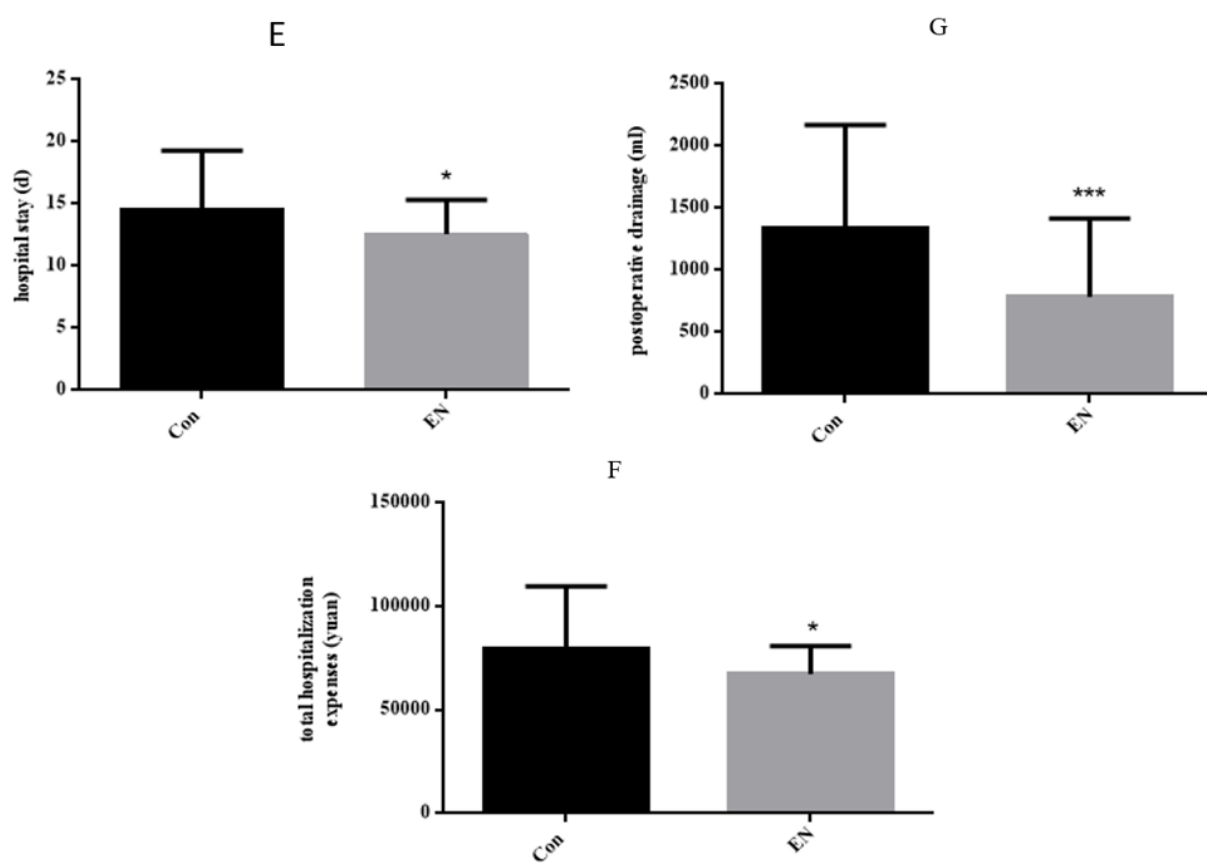 E
hospital stay (d)
25
20
15
10
5
0
*
Con
EN
G
postoperative drainage (ml)
2500
2000
1500
1000
500
0
***
Con
EN
F
total hospitalization
expenses (yuan)
150000
100000
50000
0
*
Con
EN